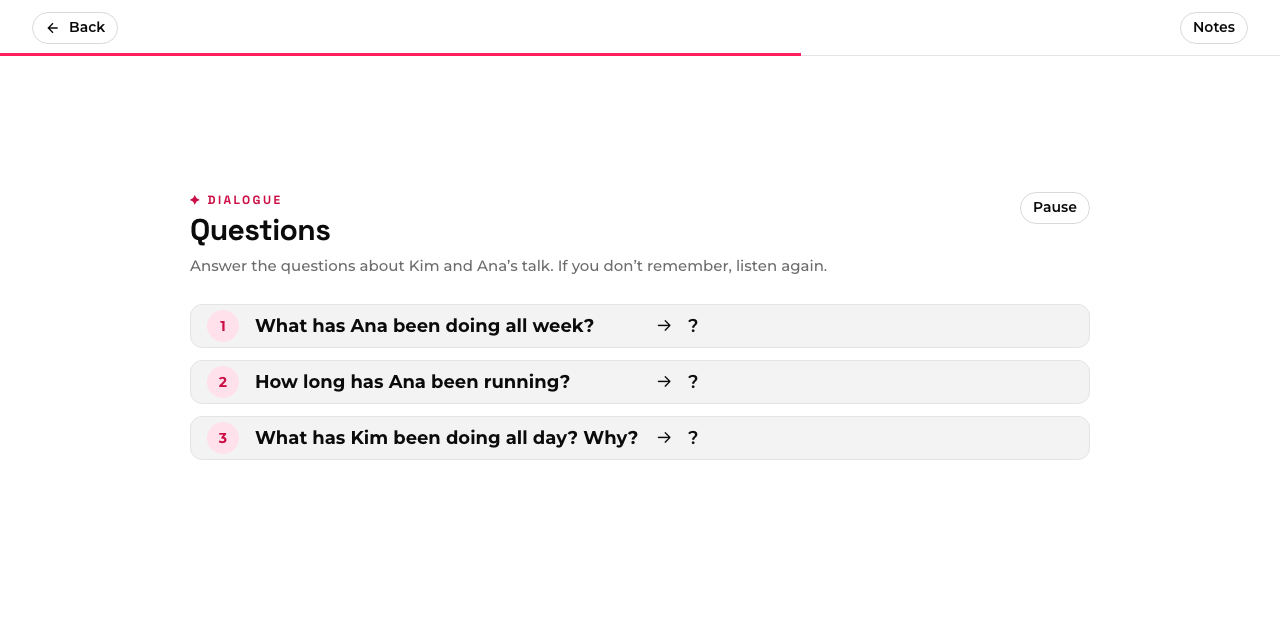 Back
Notes
DIALOGUE
Questions
Pause
Answer the questions about Kim and Ana’s talk. If you don’t remember, listen again.
1 What has Ana been doing all week? → ?
2 How long has Ana been running? → ?
3 What has Kim been doing all day? Why? → ?